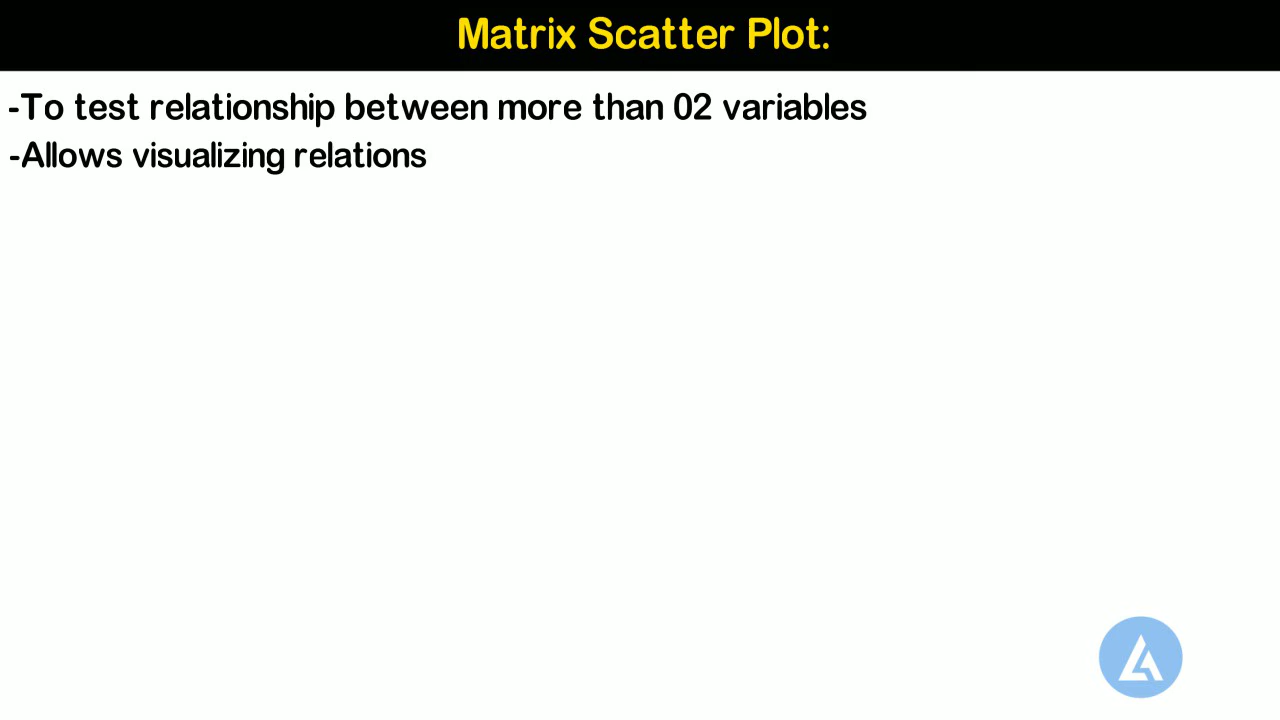 Matrix Scatter Plot:
-To test relationship between more than 02 variables
-Allows visualizing relations